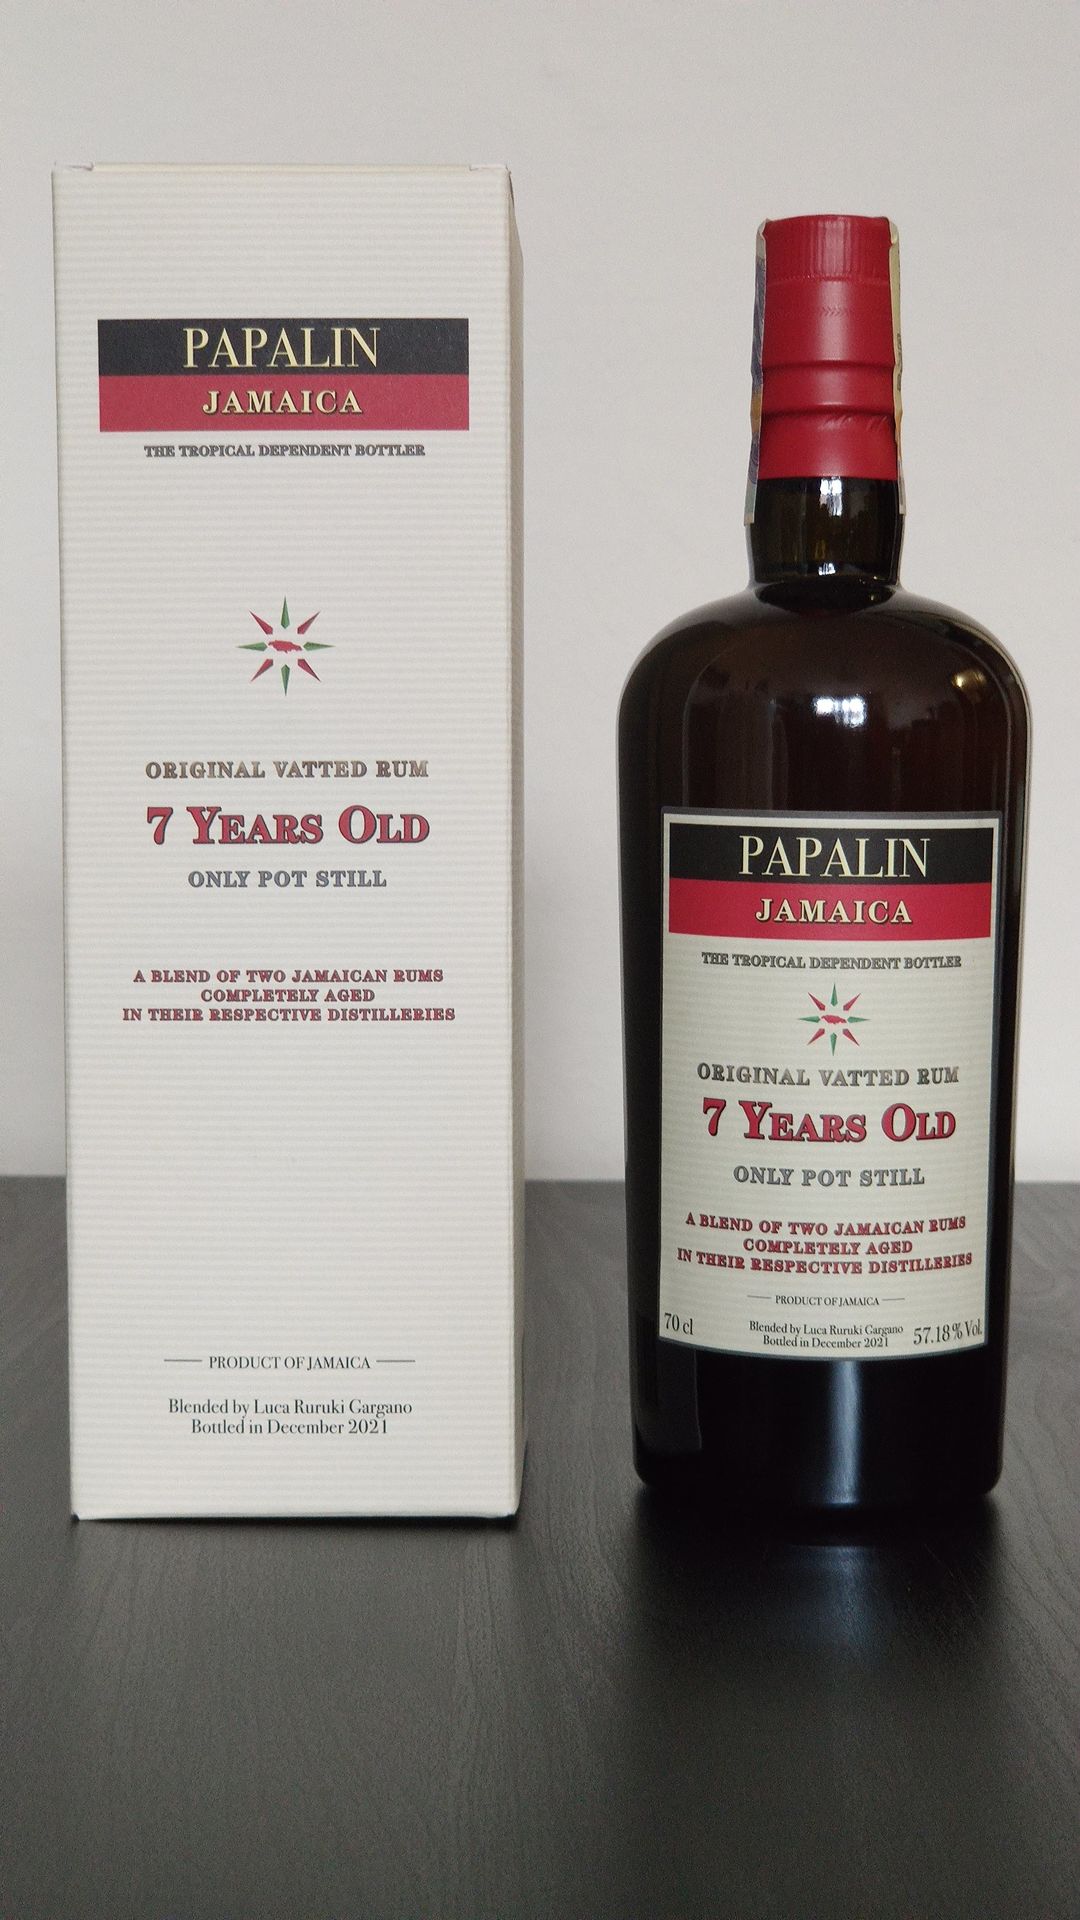 PAPALIN
JAMAICA
THE TROPICAL DEPENDENT BOTTLER
ORIGINAL VATTED RUM
7 YEARS OLD
ONLY POT STILL
A BLEND OF TWO JAMAICAN RUMS
COMPLETELY AGED
IN THEIR RESPECTIVE DISTILLERIES
PRODUCT OF JAMAICA
Blended by Luca Ruruki Gargano
Bottled in December 2021
PAPALIN
JAMAICA
THE TROPICAL DEPENDENT BOTTLER
ORIGINAL VATTED RUM
7 YEARS OLD
ONLY POT STILL
A BLEND OF TWO JAMAICAN RUMS
COMPLETELY AGED
IN THEIR RESPECTIVE DISTILLERIES
PRODUCT OF JAMAICA
70 cl
Blended by Luca Ruruki Gargano
Bottled in December 2021
57.18% Vol.